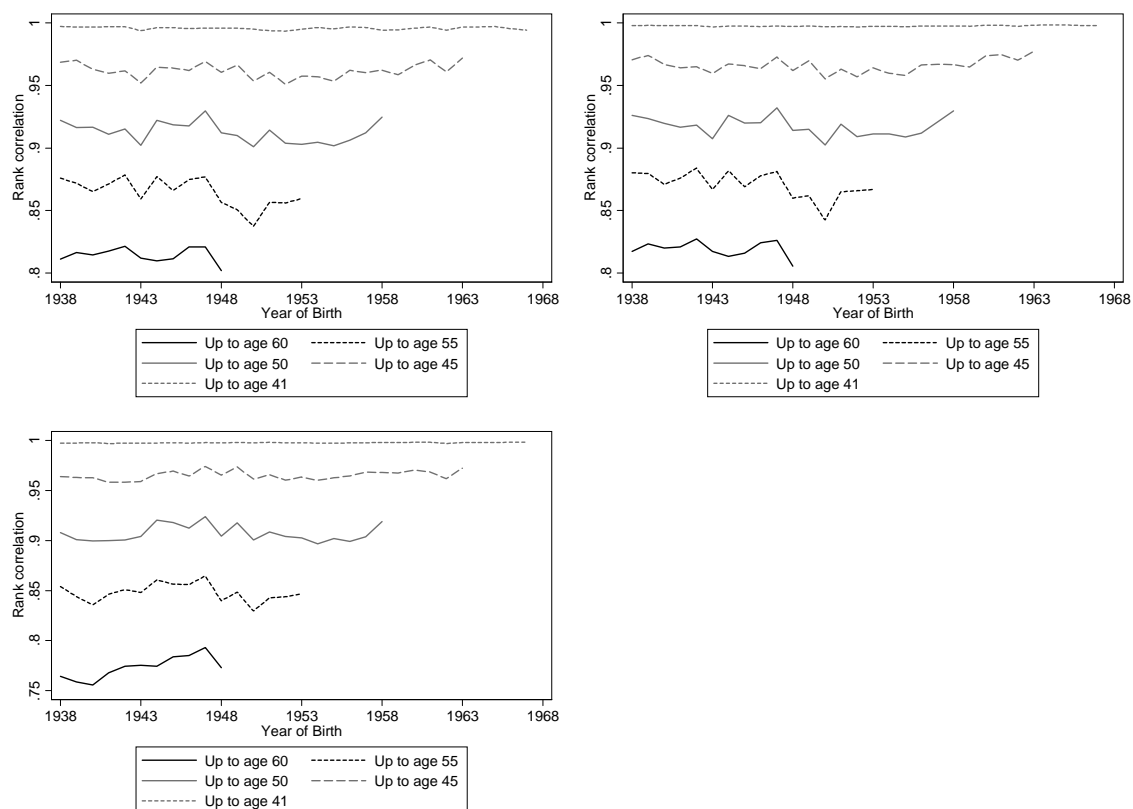 Rank correlation
1
.95
.9
.85
.8
1938 1943 1948 1953 1958 1963 1968
Year of Birth
Up to age 60 Up to age 55
Up to age 50 Up to age 45
Up to age 41
Rank correlation
1
.95
.9
.85
.8
1938 1943 1948 1953 1958 1963 1968
Year of Birth
Up to age 60 Up to age 55
Up to age 50 Up to age 45
Up to age 41
Rank correlation
1
.95
.9
.85
.8
.75
1938 1943 1948 1953 1958 1963 1968
Year of Birth
Up to age 60 Up to age 55
Up to age 50 Up to age 45
Up to age 41